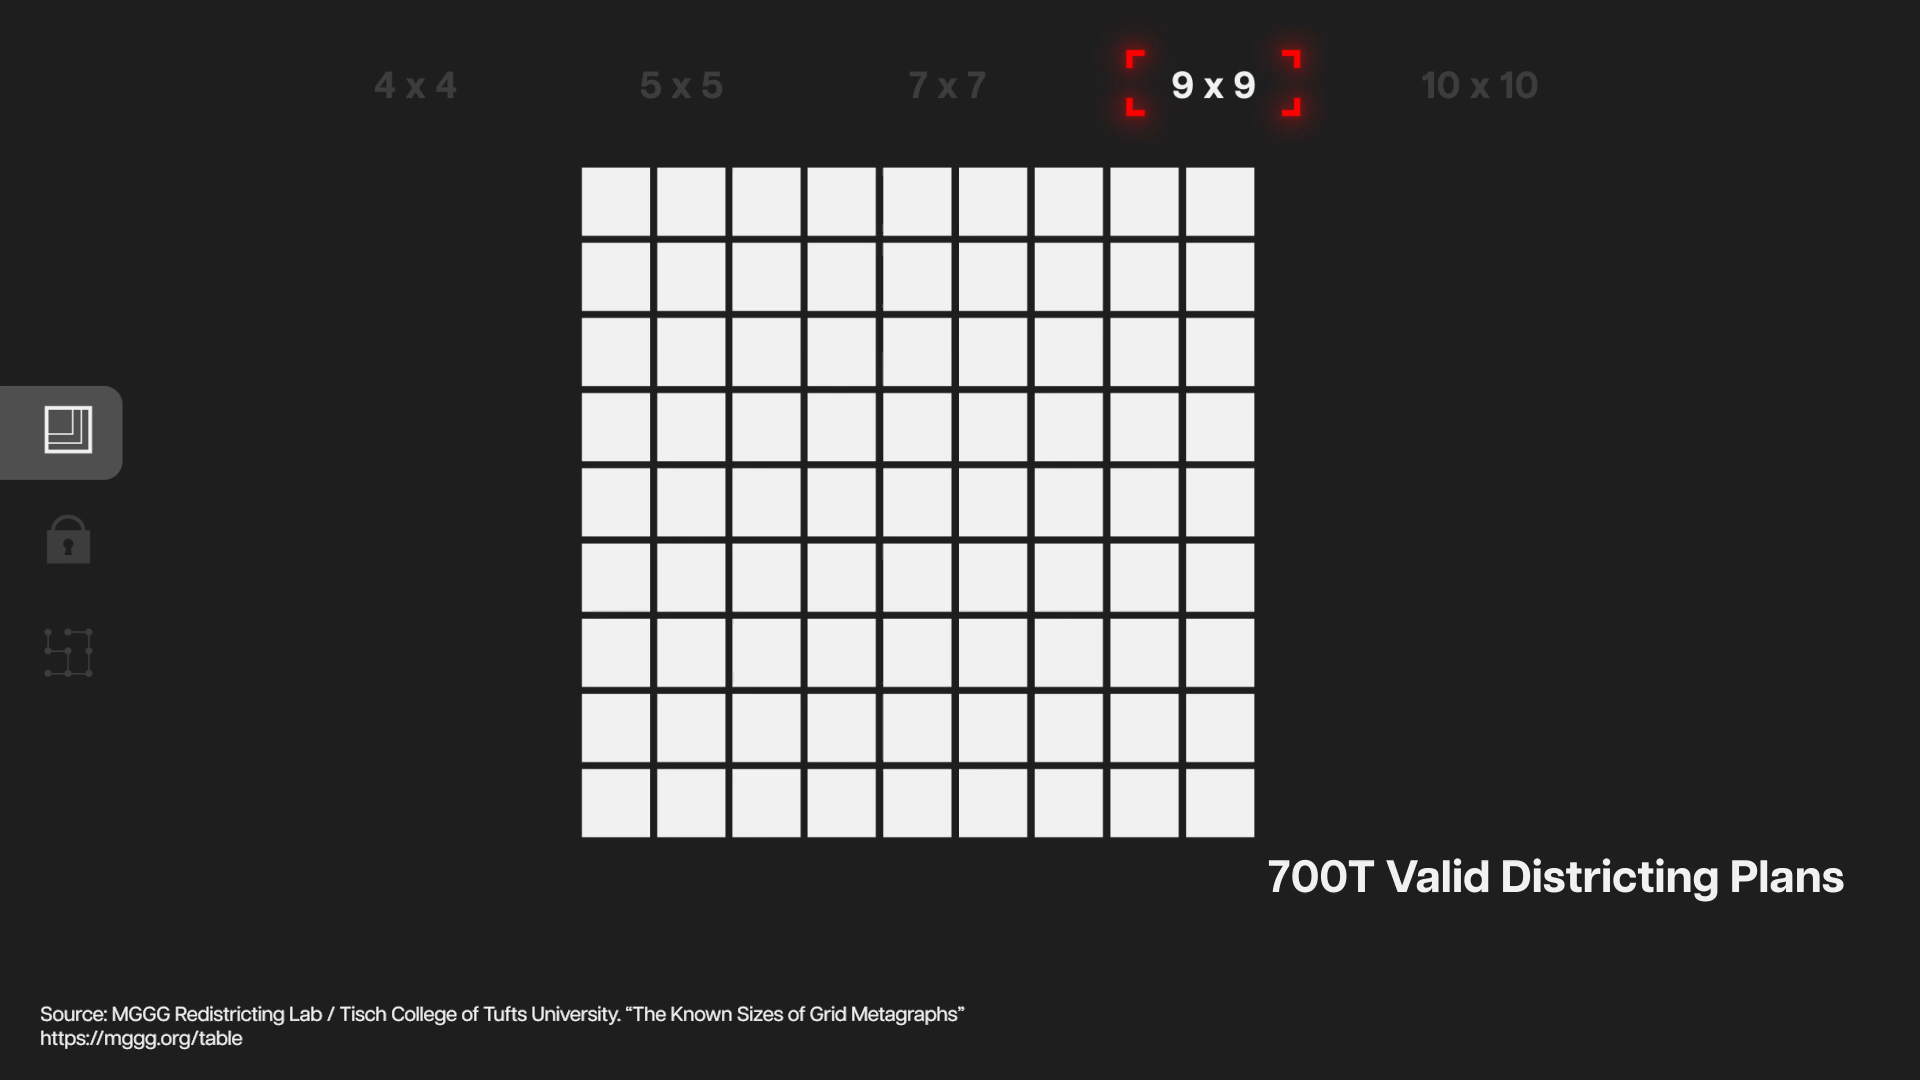 4 x 4
5 x 5
7 x 7
9 x 9
10 x 10
700T Valid Districting Plans
Source: MGGG Redistricting Lab / Tisch College of Tufts University. “The Known Sizes of Grid Metagraphs”
https://mggg.org/table